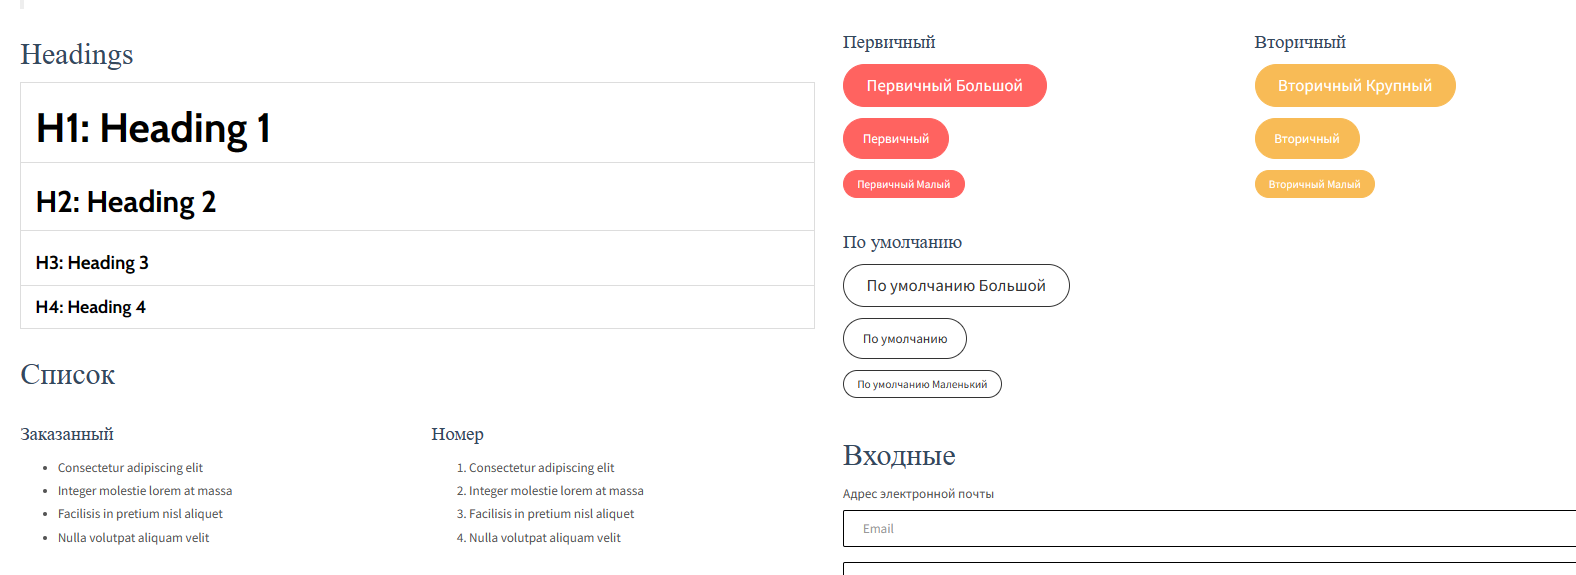 Headings
H1: Heading 1
H2: Heading 2
H3: Heading 3
H4: Heading 4
Список
Заказанный
• Consectetur adipiscing elit
• Integer molestie lorem at massa
• Facilisis in pretium nisl aliquet
• Nulla volutpat aliquam velit
Номер
1. Consectetur adipiscing elit
2. Integer molestie lorem at massa
3. Facilisis in pretium nisl aliquet
4. Nulla volutpat aliquam velit
Первичный
Первичный Большой
Первичный
Первичный Малый
Вторичный
Вторичный Крупный
Вторичный
Вторичный Малый
По умолчанию
По умолчанию Большой
По умолчанию
По умолчанию Маленький
Входные
Адрес электронной почты
Email